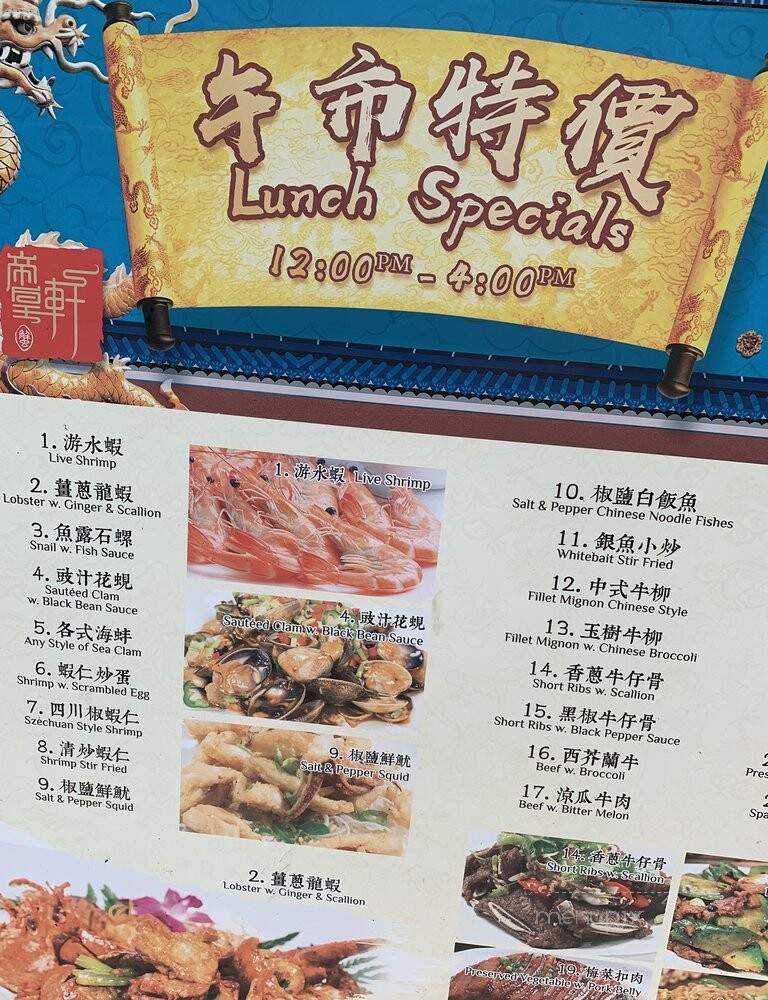 午市特價
Lunch Specials
12:00PM - 4:00PM
帝皇軒
蟹
1. 游水蝦
Live Shrimp
2. 薑蔥龍蝦
Lobster w. Ginger & Scallion
3. 魚露石螺
Snail w. Fish Sauce
4. 豉汁花蜆
Sautéed Clam
w. Black Bean Sauce
5. 各式海蚌
Any Style of Sea Clam
6. 蝦仁炒蛋
Shrimp w. Scrambled Egg
7. 四川椒蝦仁
Széchuan Style Shrimp
8. 清炒蝦仁
Shrimp Stir Fried
9. 椒鹽鮮魷
Salt & Pepper Squid
1. 游水蝦 Live Shrimp
4. 豉汁花蜆
Sautéed Clam w. Black Bean Sauce
9. 椒鹽鮮魷
Salt & Pepper Squid
2. 薑蔥龍蝦
Lobster w. Ginger & Scallion
10. 椒鹽白飯魚
Salt & Pepper Chinese Noodle Fishes
11. 銀魚小炒
Whitebait Stir Fried
12. 中式牛柳
Fillet Mignon Chinese Style
13. 玉樹牛柳
Fillet Mignon w. Chinese Broccoli
14. 香蔥牛仔骨
Short Ribs w. Scallion
15. 黑椒牛仔骨
Short Ribs w. Black Pepper Sauce
16. 西芥蘭牛
Beef w. Broccoli
17. 涼瓜牛肉
Beef w. Bitter Melon
14. 香蔥牛仔骨
Short Ribs w. Scallion
19. 梅菜扣肉
Preserved Vegetable w. Pork Belly